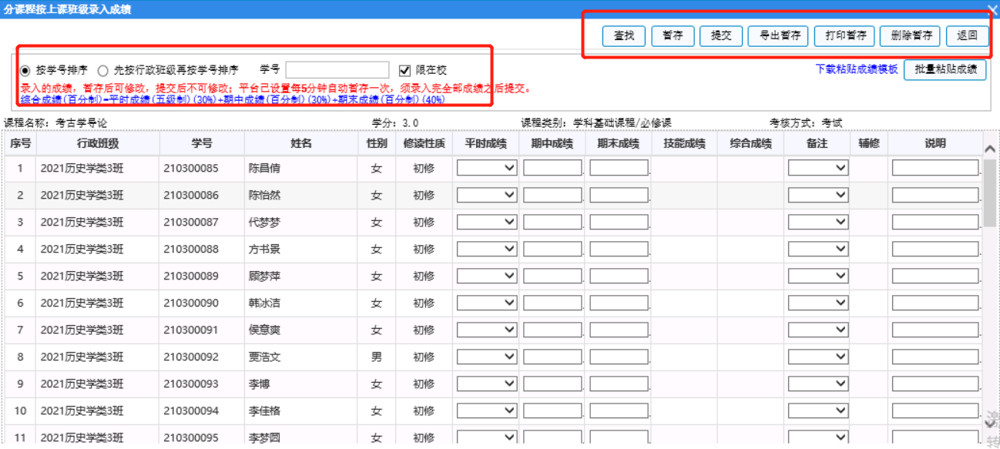 分课程按上课班级录入成绩
查找 暂存 提交 导出暂存 打印暂存 删除暂存 返回
按学号排序 先按行政班级再按学号排序 学号 限在校 下载粘贴成绩模板 批量粘贴成绩
录入的成绩，暂存后可修改，提交后不可修改；平台已设置每5分钟自动暂存一次，须录入完全部成绩之后提交。
综合成绩(百分制)=平时成绩(五级制)(30%)+期中成绩(百分制)(30%)+期末成绩(百分制)(40%)
课程名称：考古学导论 学分：3.0 课程类别：学科基础课程/必修课 考核方式：考试
序号 行政班级 学号 姓名 性别 修读性质 平时成绩 期中成绩 期末成绩 技能成绩 综合成绩 备注 辅修 说明
1 2021历史学类3班 210300085 陈昌倩 女 初修
2 2021历史学类3班 210300086 陈怡然 女 初修
3 2021历史学类3班 210300087 代梦梦 女 初修
4 2021历史学类3班 210300088 方书景 女 初修
5 2021历史学类3班 210300089 顾梦萍 女 初修
6 2021历史学类3班 210300090 韩冰洁 女 初修
7 2021历史学类3班 210300091 侯意爽 女 初修
8 2021历史学类3班 210300092 贾浩文 男 初修
9 2021历史学类3班 210300093 李博 女 初修
10 2021历史学类3班 210300094 李佳格 女 初修
11 2021历史学类3班 210300095 李梦圆 女 初修